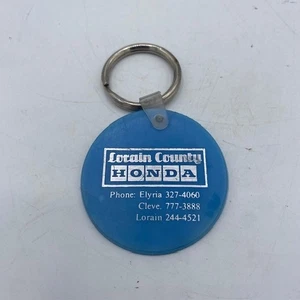 Lorain County
HONDA
Phone: Elyria 327-4060
Cleve. 777-3888
Lorain 244-4521